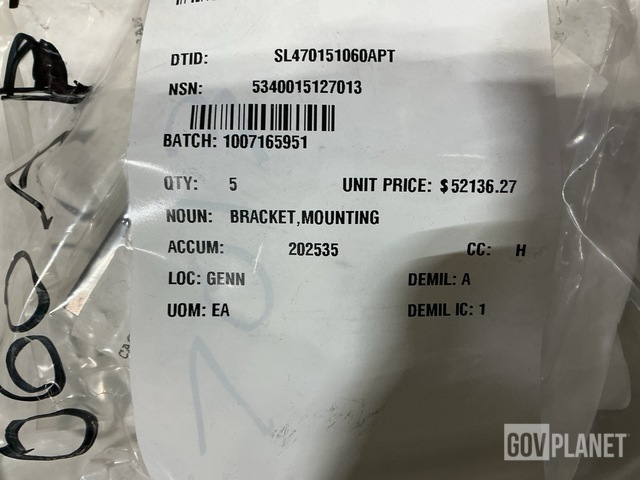 DTID: SL470151060APT
NSN: 5340015127013
BATCH: 1007165951
QTY: 5 UNIT PRICE: $52136.27
NOUN: BRACKET,MOUNTING
ACCUM: 202535 CC: H
LOC: GENN DEMIL: A
UOM: EA DEMIL IC: 1
GOVPLANET